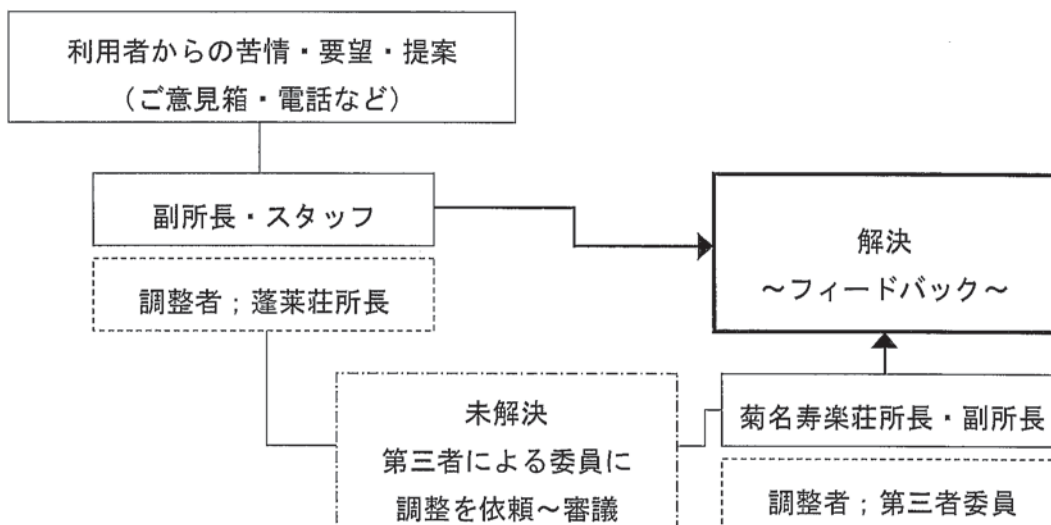 利用者からの苦情・要望・提案
（ご意見箱・電話など）
副所長・スタッフ
調整者；蓬莱荘所長
解決
～フィードバック～
未解決
第三者による委員に
調整を依頼～審議
菊名寿楽荘所長・副所長
調整者；第三者委員